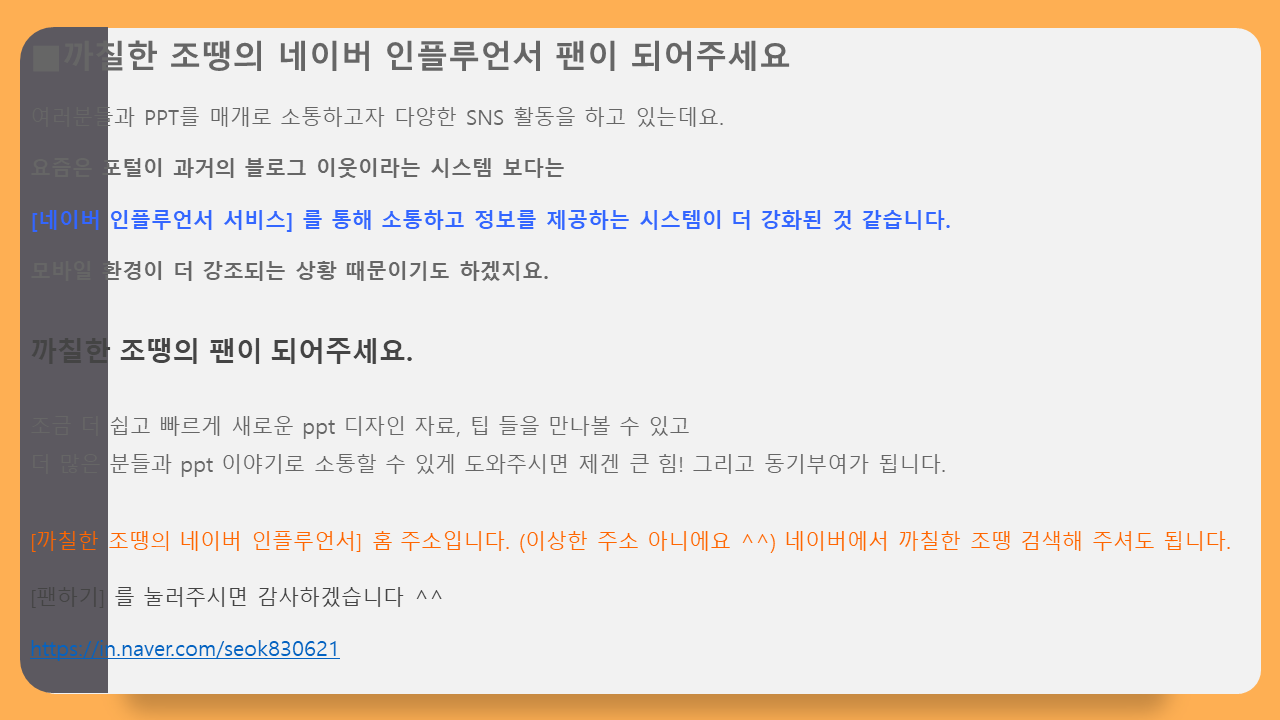 ■까칠한 조땡의 네이버 인플루언서 팬이 되어주세요
여러분들과 PPT를 매개로 소통하고자 다양한 SNS 활동을 하고 있는데요.
요즘은 포털이 과거의 블로그 이웃이라는 시스템 보다는
[네이버 인플루언서 서비스] 를 통해 소통하고 정보를 제공하는 시스템이 더 강화된 것 같습니다.
모바일 환경이 더 강조되는 상황 때문이기도 하겠지요.
까칠한 조땡의 팬이 되어주세요.
조금 더 쉽고 빠르게 새로운 ppt 디자인 자료, 팁 들을 만나볼 수 있고
더 많은 분들과 ppt 이야기로 소통할 수 있게 도와주시면 제겐 큰 힘! 그리고 동기부여가 됩니다.
[까칠한 조땡의 네이버 인플루언서] 홈 주소입니다. (이상한 주소 아니에요 ^^) 네이버에서 까칠한 조땡 검색해 주셔도 됩니다.
[팬하기] 를 눌러주시면 감사하겠습니다 ^^
https://in.naver.com/seok830621